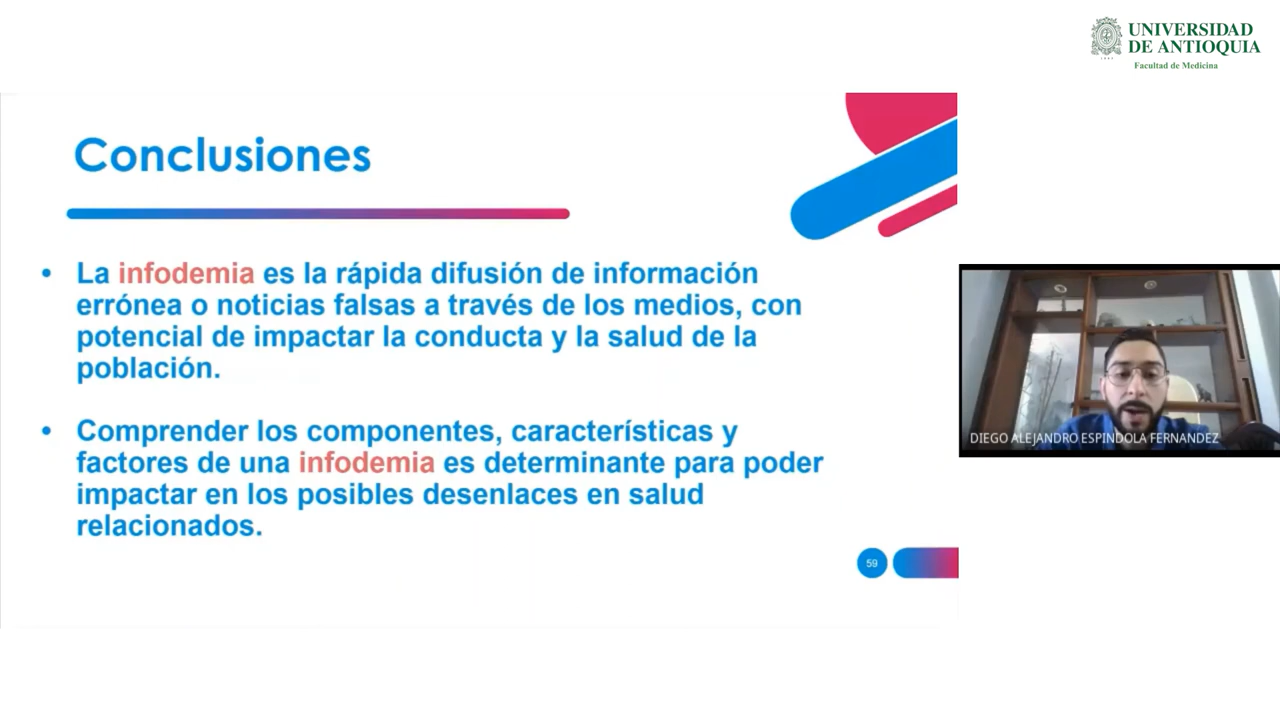 UNIVERSIDAD
DE ANTIOQUIA
Facultad de Medicina
Conclusiones
• La infodemia es la rápida difusión de información
errónea o noticias falsas a través de los medios, con
potencial de impactar la conducta y la salud de la
población.
• Comprender los componentes, características y
factores de una infodemia es determinante para poder
impactar en los posibles desenlaces en salud
relacionados.
DIEGO ALEJANDRO ESPINDOLA FERNANDEZ
59